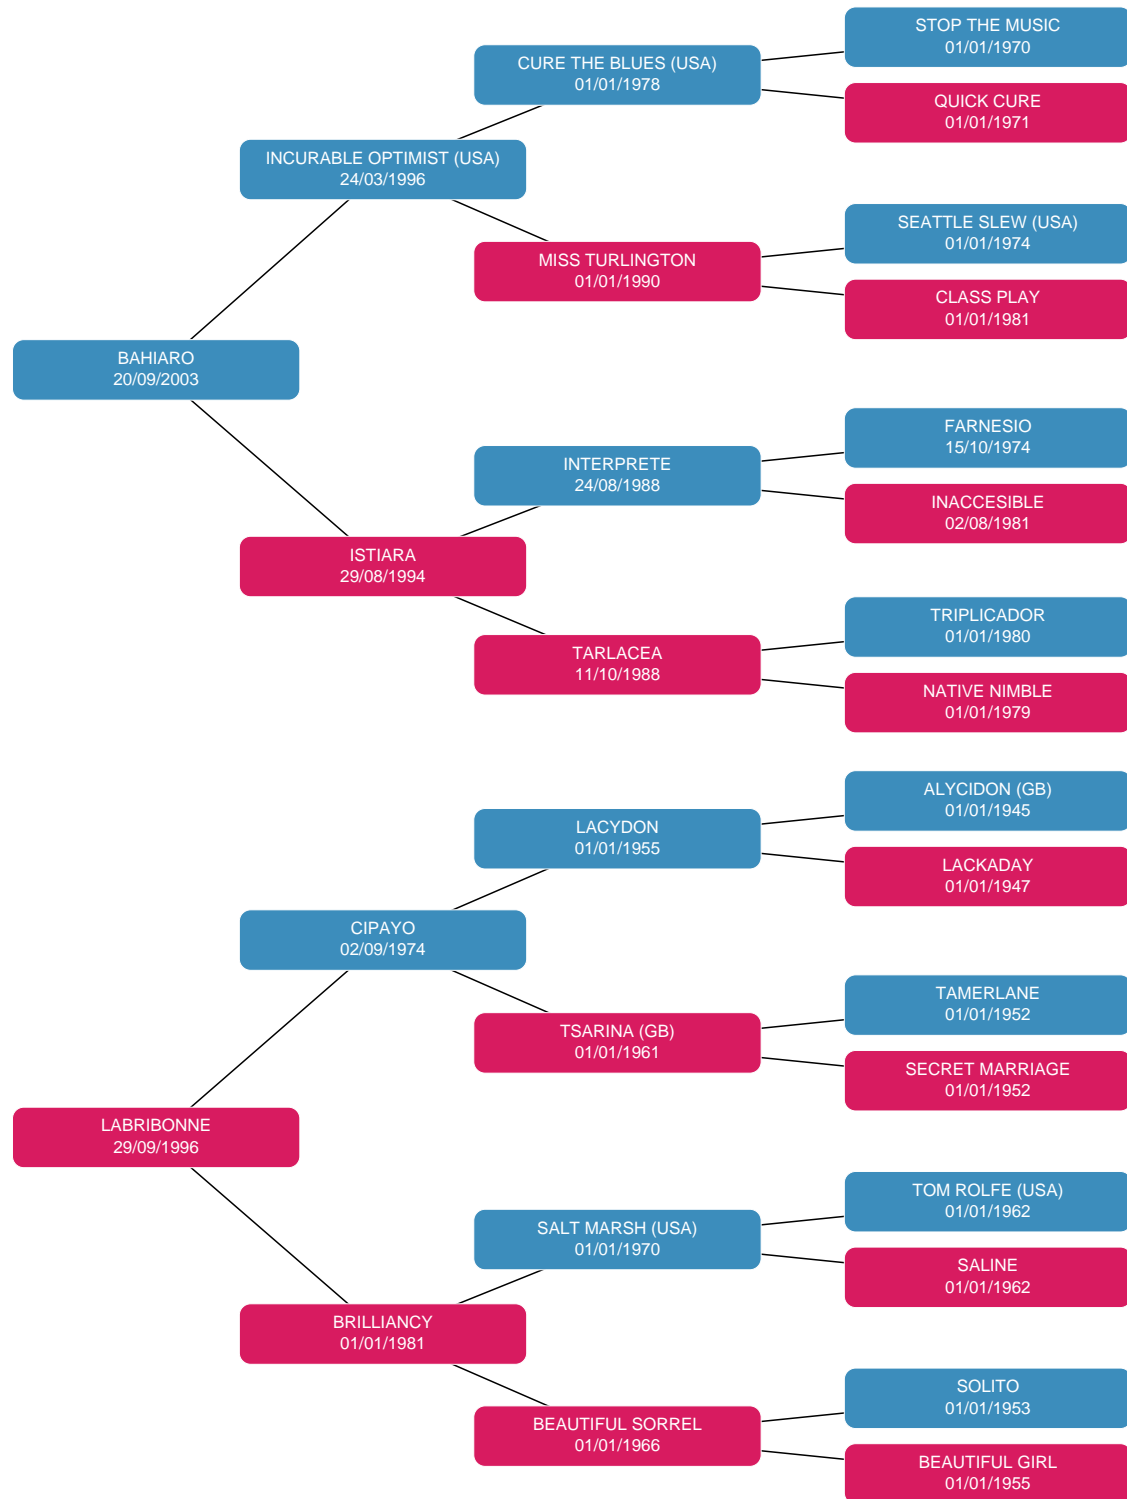 STOP THE MUSIC
01/01/1970
CURE THE BLUES (USA)
01/01/1978
QUICK CURE
01/01/1971
INCURABLE OPTIMIST (USA)
24/03/1996
SEATTLE SLEW (USA)
01/01/1974
MISS TURLINGTON
01/01/1990
CLASS PLAY
01/01/1981
BAHIARO
20/09/2003
FARNESIO
15/10/1974
INTERPRETE
24/08/1988
INACCESIBLE
02/08/1981
ISTIARA
29/08/1994
TRIPLICADOR
01/01/1980
TARLACEA
11/10/1988
NATIVE NIMBLE
01/01/1979
ALYCIDON (GB)
01/01/1945
LACYDON
01/01/1955
LACKADAY
01/01/1947
CIPAYO
02/09/1974
TAMERLANE
01/01/1952
TSARINA (GB)
01/01/1961
SECRET MARRIAGE
01/01/1952
LABRIBONNE
29/09/1996
TOM ROLFE (USA)
01/01/1962
SALT MARSH (USA)
01/01/1970
SALINE
01/01/1962
BRILLIANCY
01/01/1981
SOLITO
01/01/1953
BEAUTIFUL SORREL
01/01/1966
BEAUTIFUL GIRL
01/01/1955